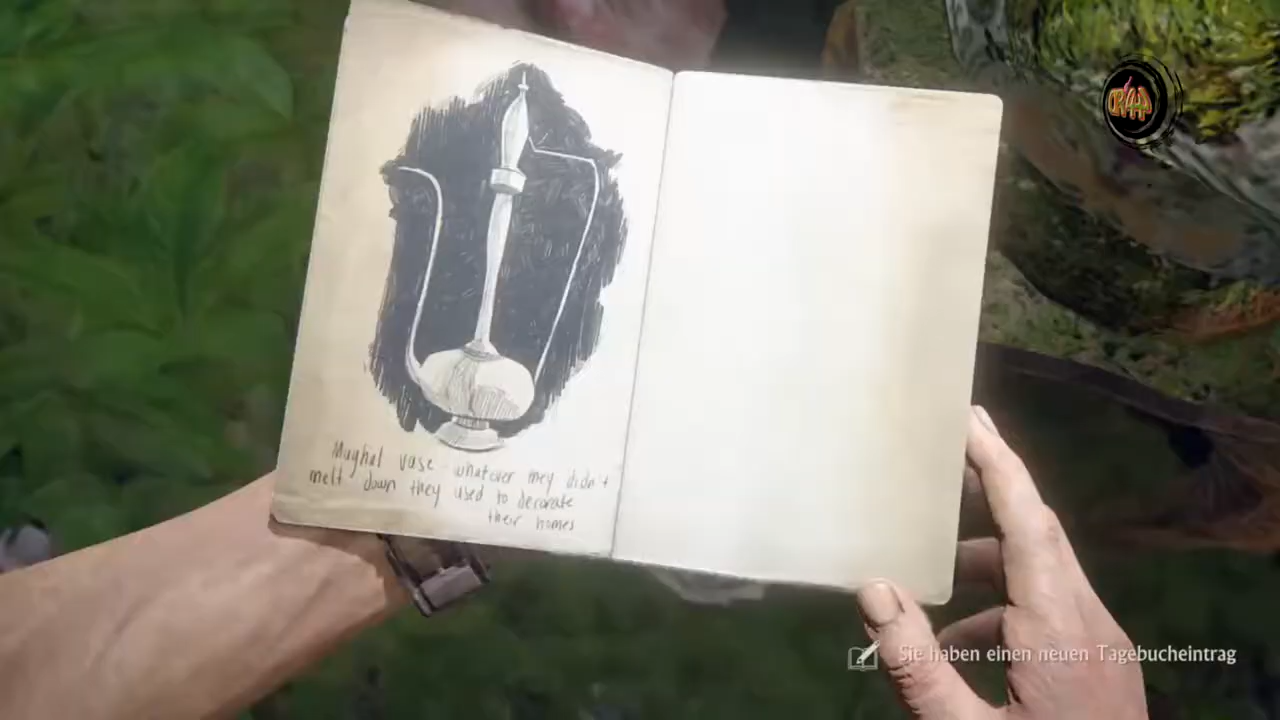 Mughal vase - whatever they didn't
melt down they used to decorate
their homes
Sie haben einen neuen Tagebucheintrag